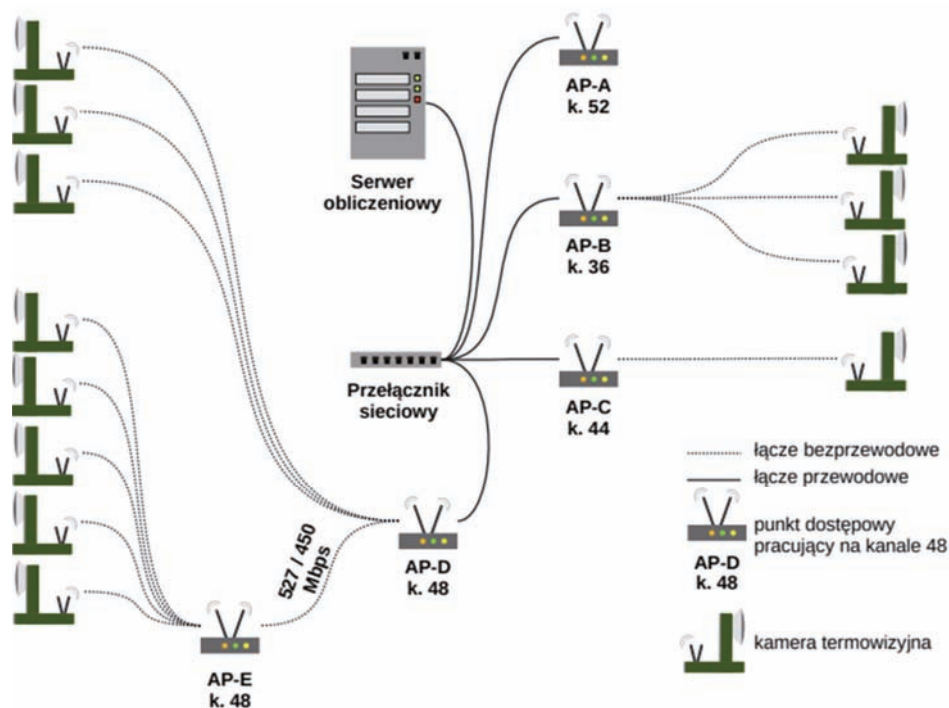 AP-A
k. 52
Serwer
obliczeniowy
AP-B
k. 36
Przełącznik
sieciowy
AP-C
k. 44
łącze bezprzewodowe
łącze przewodowe
punkt dostępowy
pracujący na kanale 48
AP-D
k. 48
527 / 450
Mbps
AP-D
k. 48
kamera termowizyjna
AP-E
k. 48